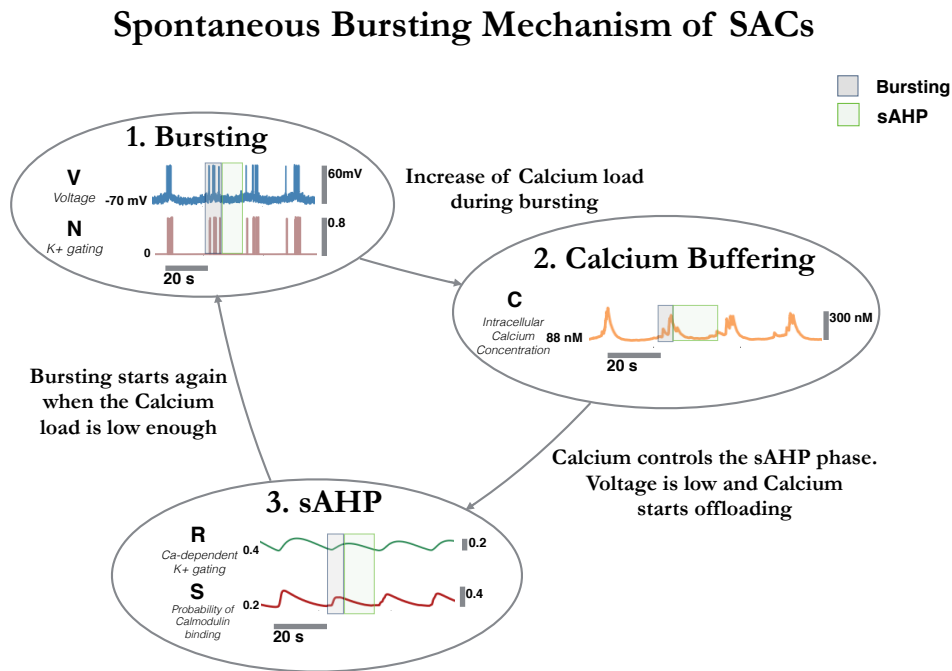 Spontaneous Bursting Mechanism of SACs
Bursting
sAHP
1. Bursting
V
Voltage
-70 mV
60mV
N
K+ gating
0
0.8
20 s
Increase of Calcium load
during bursting
2. Calcium Buffering
C
Intracellular
Calcium
Concentration
88 nM
300 nM
20 s
Calcium controls the sAHP phase.
Voltage is low and Calcium
starts offloading
3. sAHP
R
Ca-dependent
K+ gating
0.4
0.2
S
Probability of
Calmodulin
binding
0.2
0.4
20 s
Bursting starts again
when the Calcium
load is low enough